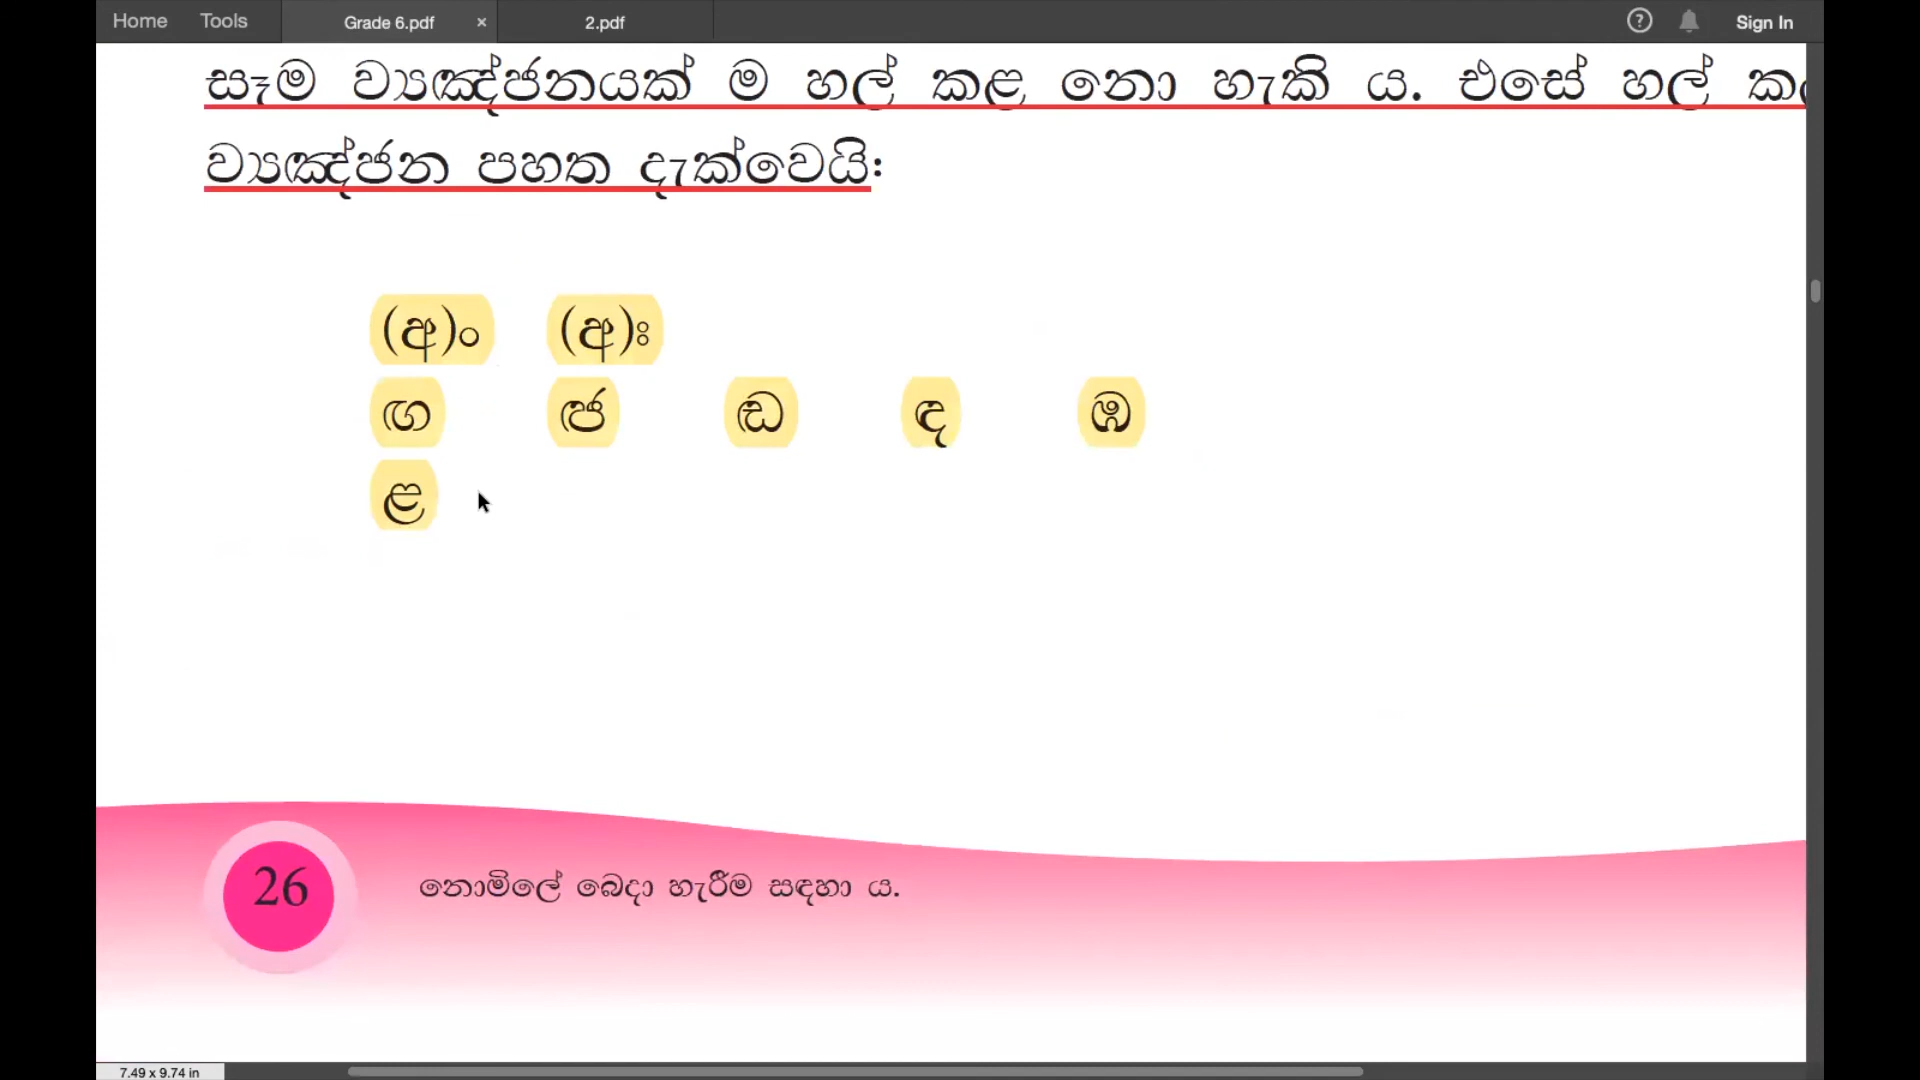 Home Tools Grade 6.pdf × 2.pdf ? Sign In
සෑම ව්‍යඤ්ජනයක් ම හල් කළ නො හැකි ය. එසේ හල් 
ව්‍යඤ්ජන පහත දැක්වෙයි:
(අ)ං (අ)ඃ
ඟ ඦ ඬ ඳ ඹ
ළ
26 නොමිලේ බෙදා හැරීම සඳහා ය.
7.49 x 9.74 in